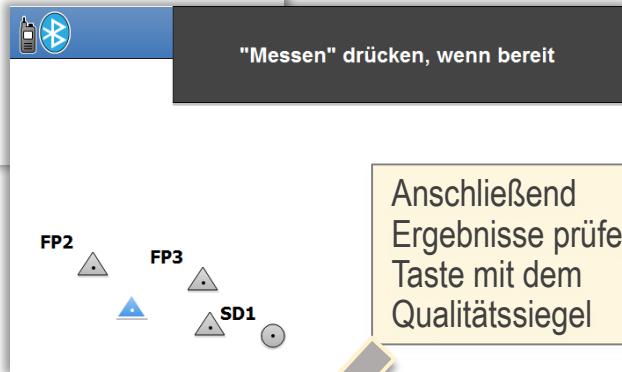 "Messen" drücken, wenn bereit
Anschließend
Ergebnisse prüfe
Taste mit dem
Qualitätssiegel
FP2
FP3
SD1